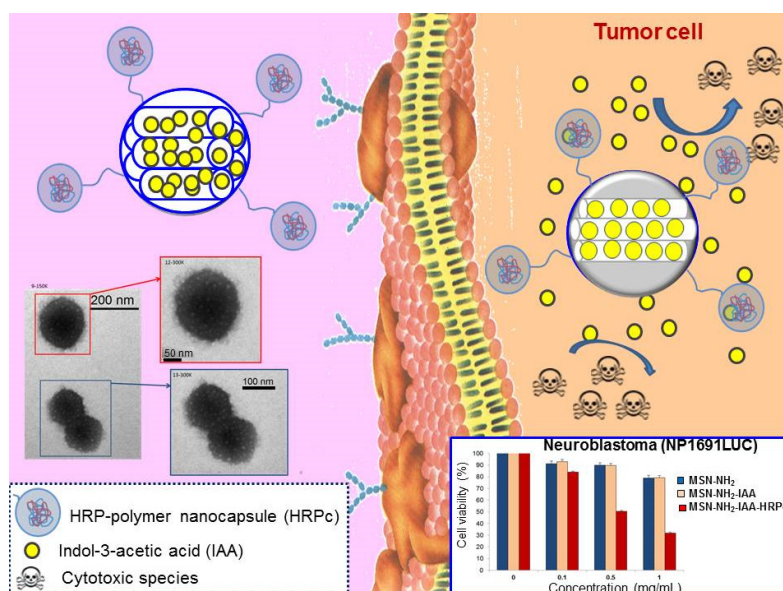 Tumor cell
9-150K
200 nm
12-300K
50 nm
13-300K
100 nm
HRP-polymer nanocapsule (HRPc)
Indol-3-acetic acid (IAA)
Cytotoxic species
Neuroblastoma (NP1691LUC)
Cell viability (%)
100
90
80
70
60
50
40
30
20
10
0
MSN-NH₂
MSN-NH₂-IAA
MSN-NH₂-IAA-HRP
0
0.1
0.5
1
Concentration (mg/mL)